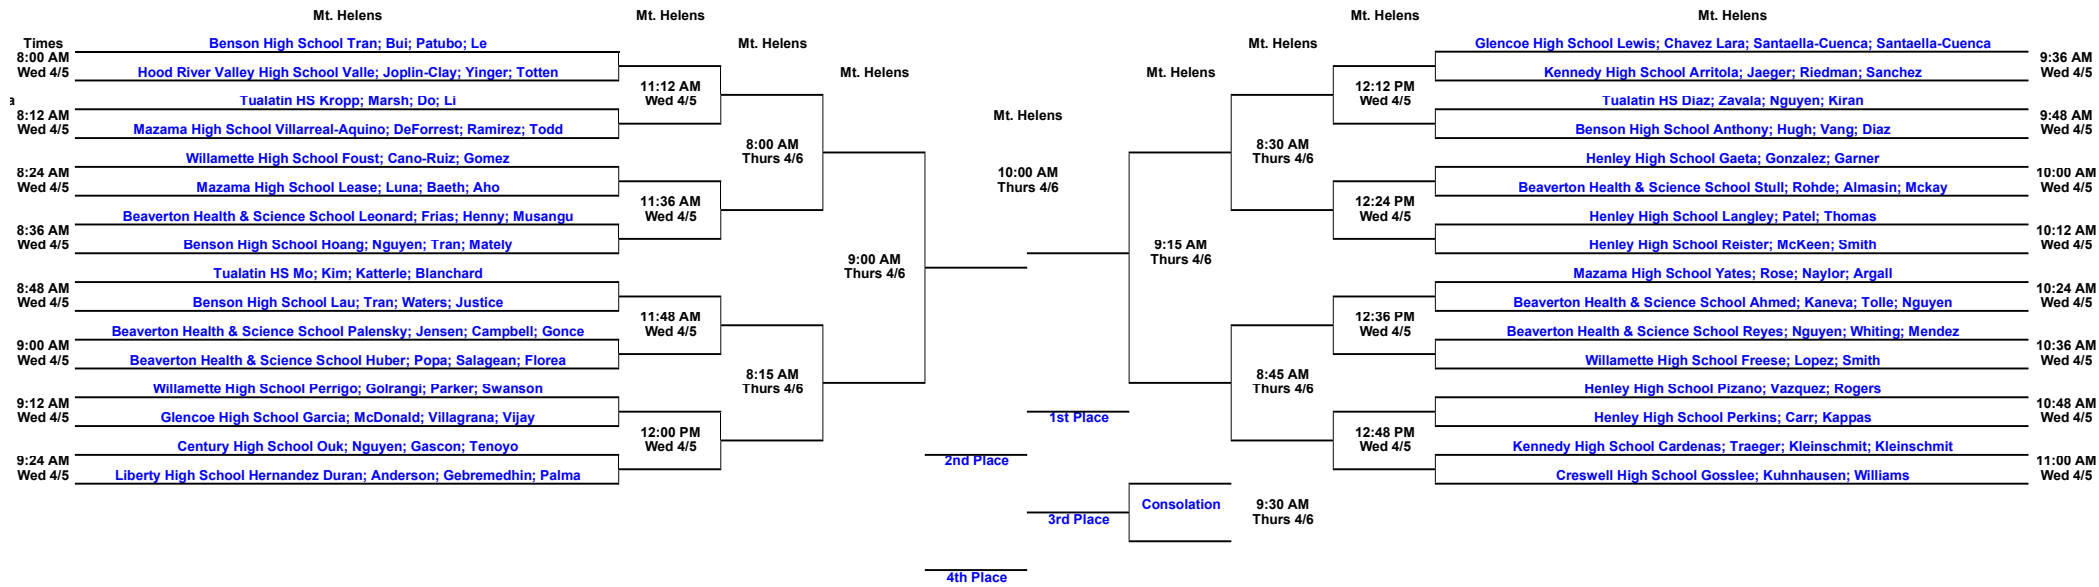 Mt. Helens
Mt. Helens
Mt. Helens
Mt. Helens
Mt. Helens
Mt. Helens
Mt. Helens
Mt. Helens
Mt. Helens
Times
8:00 AM
Wed 4/5
Benson High School Tran; Bui; Patubo; Le
Hood River Valley High School Valle; Joplin-Clay; Yinger; Totten
a
8:12 AM
Wed 4/5
Tualatin HS Kropp; Marsh; Do; Li
Mazama High School Villarreal-Aquino; DeForrest; Ramirez; Todd
8:24 AM
Wed 4/5
Willamette High School Foust; Cano-Ruiz; Gomez
Mazama High School Lease; Luna; Baeth; Aho
8:36 AM
Wed 4/5
Beaverton Health & Science School Leonard; Frias; Henny; Musangu
Benson High School Hoang; Nguyen; Tran; Mately
8:48 AM
Wed 4/5
Tualatin HS Mo; Kim; Katterle; Blanchard
Benson High School Lau; Tran; Waters; Justice
9:00 AM
Wed 4/5
Beaverton Health & Science School Palensky; Jensen; Campbell; Gonce
Beaverton Health & Science School Huber; Popa; Salagean; Florea
9:12 AM
Wed 4/5
Willamette High School Perrigo; Golrangi; Parker; Swanson
Glencoe High School Garcia; McDonald; Villagrana; Vijay
9:24 AM
Wed 4/5
Century High School Ouk; Nguyen; Gascon; Tenoyo
Liberty High School Hernandez Duran; Anderson; Gebremedhin; Palma
11:12 AM
Wed 4/5
11:36 AM
Wed 4/5
11:48 AM
Wed 4/5
12:00 PM
Wed 4/5
8:00 AM
Thurs 4/6
8:15 AM
Thurs 4/6
9:00 AM
Thurs 4/6
10:00 AM
Thurs 4/6
1st Place
2nd Place
3rd Place
4th Place
Consolation
9:30 AM
Thurs 4/6
9:15 AM
Thurs 4/6
8:30 AM
Thurs 4/6
8:45 AM
Thurs 4/6
12:12 PM
Wed 4/5
12:24 PM
Wed 4/5
12:36 PM
Wed 4/5
12:48 PM
Wed 4/5
Glencoe High School Lewis; Chavez Lara; Santaella-Cuenca; Santaella-Cuenca
Kennedy High School Arritola; Jaeger; Riedman; Sanchez
9:36 AM
Wed 4/5
Tualatin HS Diaz; Zavala; Nguyen; Kiran
Benson High School Anthony; Hugh; Vang; Diaz
9:48 AM
Wed 4/5
Henley High School Gaeta; Gonzalez; Garner
Beaverton Health & Science School Stull; Rohde; Almasin; Mckay
10:00 AM
Wed 4/5
Henley High School Langley; Patel; Thomas
Henley High School Reister; McKeen; Smith
10:12 AM
Wed 4/5
Mazama High School Yates; Rose; Naylor; Argall
Beaverton Health & Science School Ahmed; Kaneva; Tolle; Nguyen
10:24 AM
Wed 4/5
Beaverton Health & Science School Reyes; Nguyen; Whiting; Mendez
Willamette High School Freese; Lopez; Smith
10:36 AM
Wed 4/5
Henley High School Pizano; Vazquez; Rogers
Henley High School Perkins; Carr; Kappas
10:48 AM
Wed 4/5
Kennedy High School Cardenas; Traeger; Kleinschmit; Kleinschmit
Creswell High School Gosslee; Kuhnhausen; Williams
11:00 AM
Wed 4/5